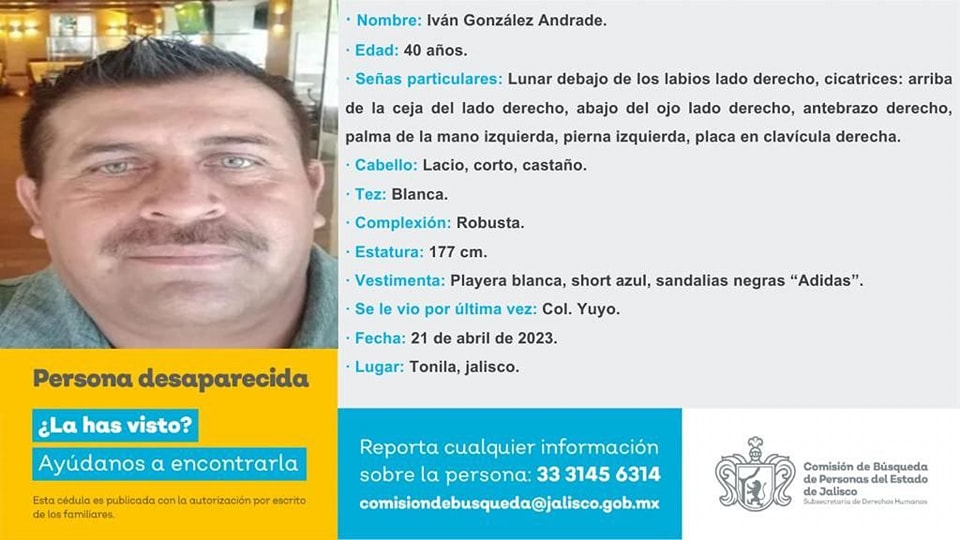 · Nombre: Iván González Andrade.
· Edad: 40 años.
· Señas particulares: Lunar debajo de los labios lado derecho, cicatrices: arriba
de la ceja del lado derecho, abajo del ojo lado derecho, antebrazo derecho,
palma de la mano izquierda, pierna izquierda, placa en clavícula derecha.
· Cabello: Lacio, corto, castaño.
· Tez: Blanca.
· Complexión: Robusta.
· Estatura: 177 cm.
· Vestimenta: Playera blanca, short azul, sandalias negras “Adidas”.
· Se le vio por última vez: Col. Yuyo.
· Fecha: 21 de abril de 2023.
· Lugar: Tonila, jalisco.
Persona desaparecida
¿La has visto?
Ayúdanos a encontrarla
Esta cédula es publicada con la autorización por escrito
de los familiares.
Reporta cualquier información
sobre la persona: 33 3145 6314
comisiondebusqueda@jalisco.gob.mx
Comisión de Búsqueda
de Personas del Estado
de Jalisco
Subsecretaría de Derechos Humanos